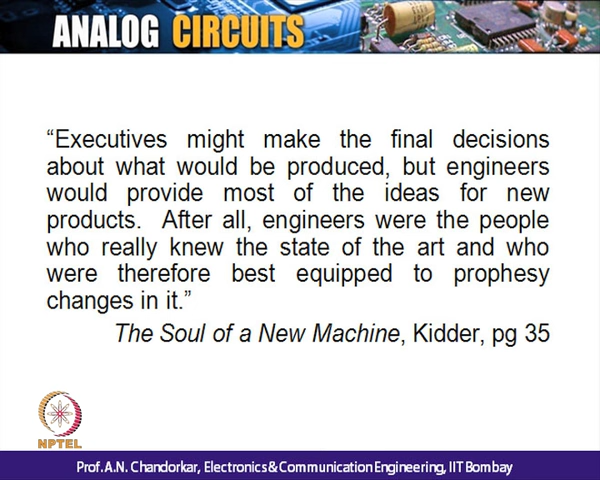 ANALOG CIRCUITS
“Executives might make the final decisions
about what would be produced, but engineers
would provide most of the ideas for new
products. After all, engineers were the people
who really knew the state of the art and who
were therefore best equipped to prophesy
changes in it.”
The Soul of a New Machine, Kidder, pg 35
NPTEL
Prof. A.N. Chandorkar, Electronics & Communication Engineering, IIT Bombay